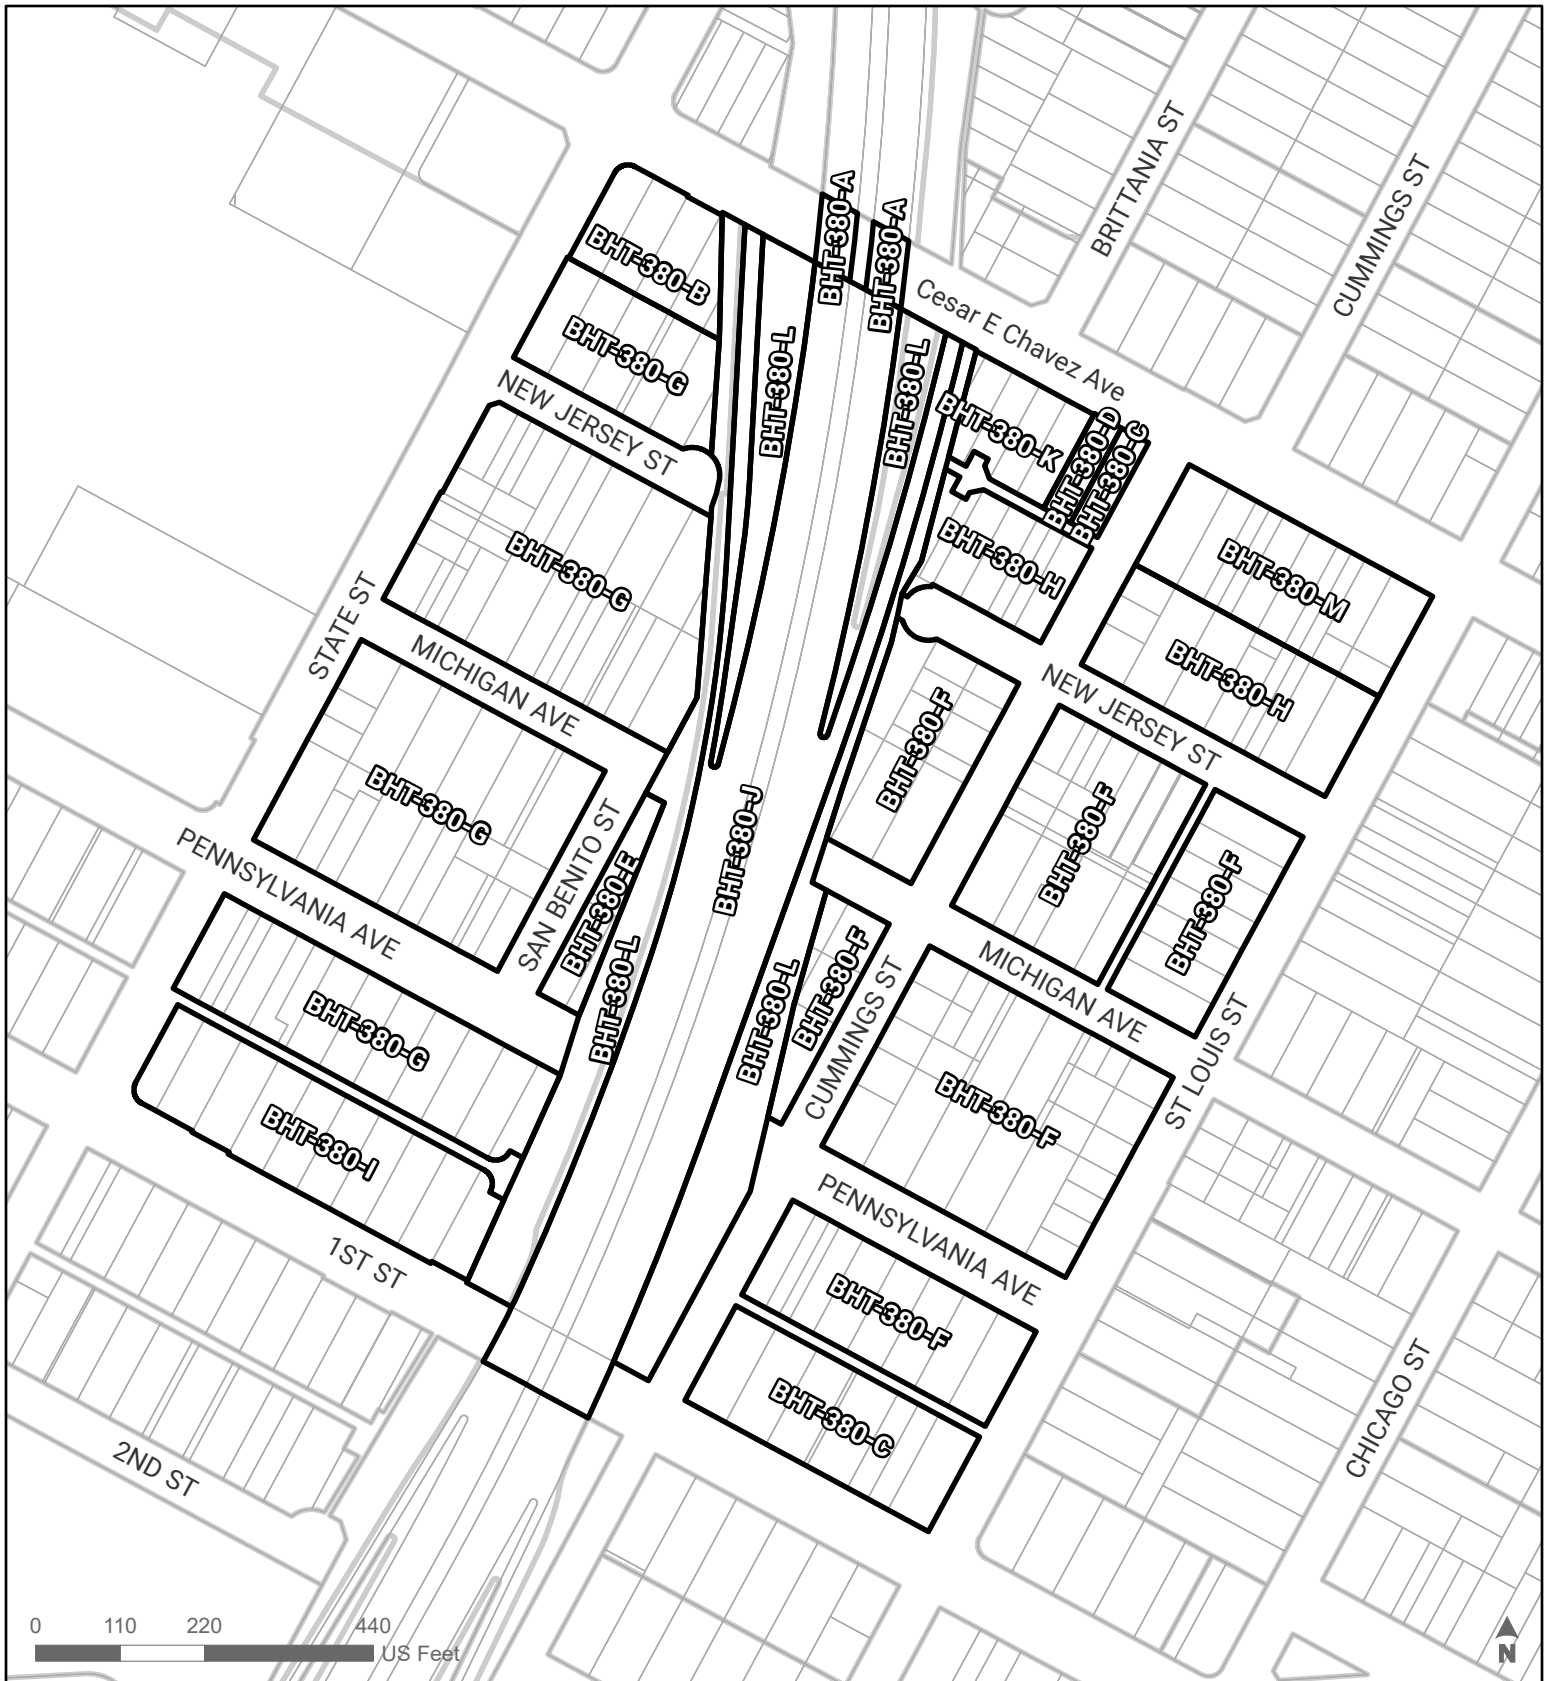 BRITTANIA ST
CUMMINGS ST
BHT-380-A
BHT-380-A
BHT-380-B
Cesar E Chavez Ave
BHT-380-G
BHT-380-L
BHT-380-L
NEW JERSEY ST
BHT-380-K
BHT-380-D
BHT-380-C
BHT-380-G
BHT-380-H
BHT-380-M
STATE ST
BHT-380-H
MICHIGAN AVE
NEW JERSEY ST
BHT-380-F
BHT-380-G
BHT-380-J
BHT-380-F
PENNSYLVANIA AVE
SAN BENITO ST
BHT-380-E
BHT-380-F
BHT-380-L
BHT-380-L
BHT-380-F
MICHIGAN AVE
BHT-380-G
CUMMINGS ST
ST LOUIS ST
BHT-380-F
BHT-380-I
PENNSYLVANIA AVE
1ST ST
BHT-380-F
BHT-380-C
CHICAGO ST
2ND ST
0 110 220 440
US Feet
N